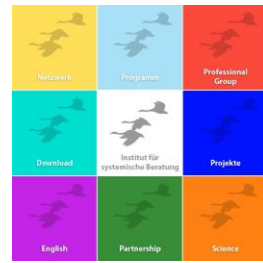 Netzwerk
Programm
Professional
Group
Download
Institut für
systemische Beratung
Projekte
English
Partnership
Science